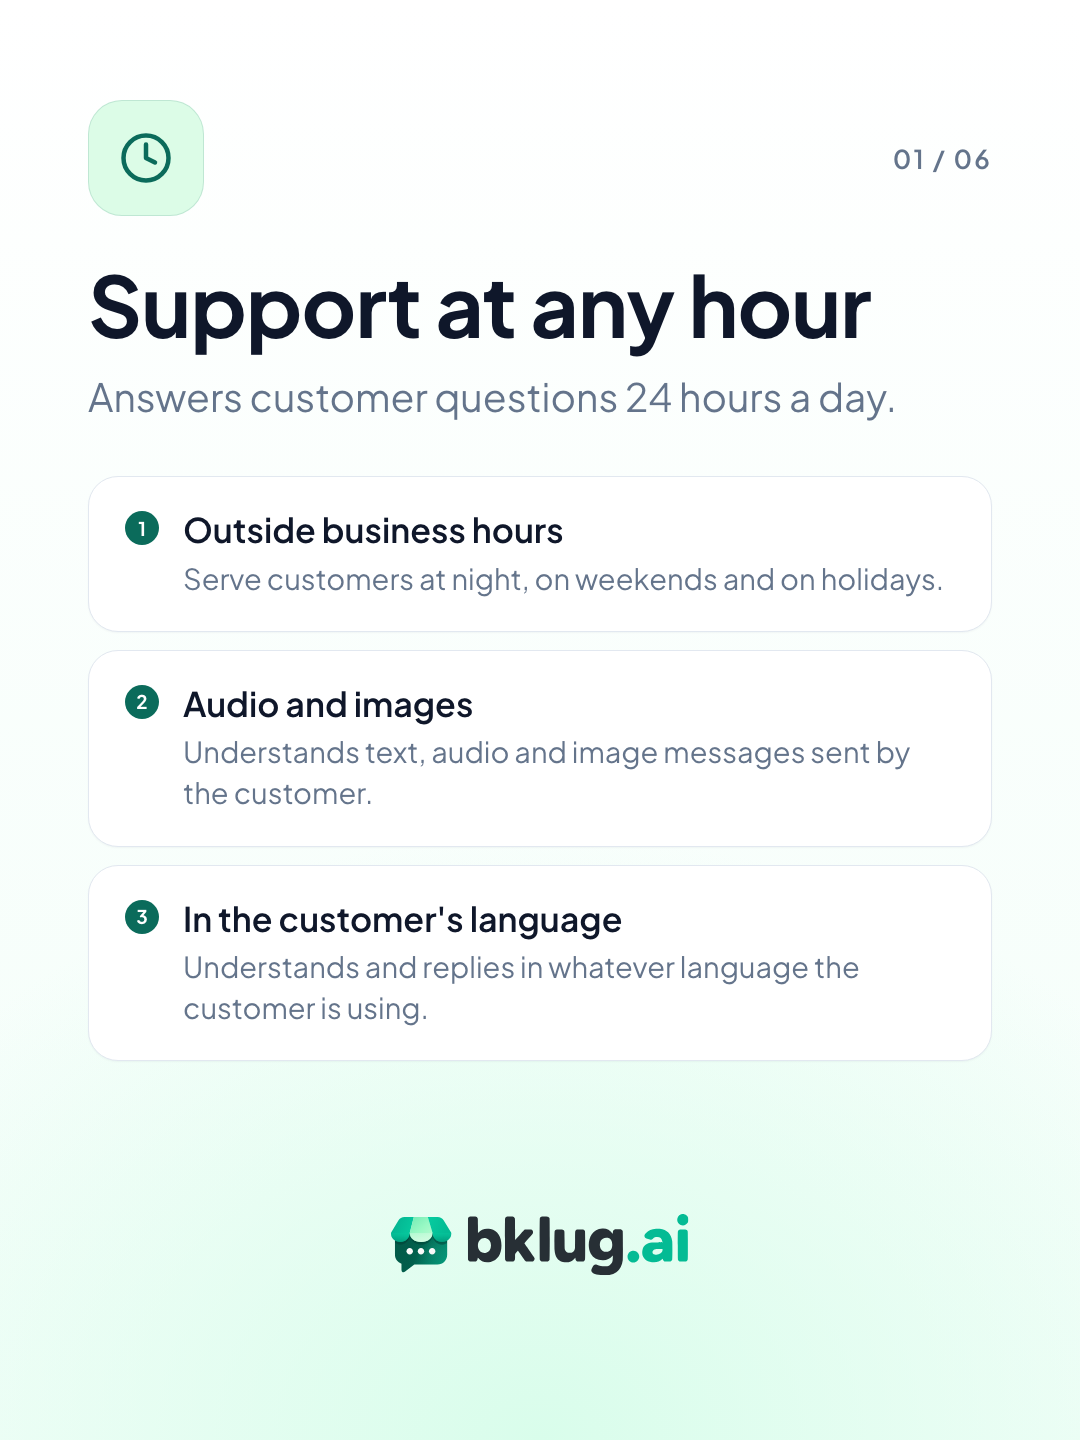 01 / 06
Support at any hour
Answers customer questions 24 hours a day.
1 Outside business hours
Serve customers at night, on weekends and on holidays.
2 Audio and images
Understands text, audio and image messages sent by
the customer.
3 In the customer's language
Understands and replies in whatever language the
customer is using.
bklug.ai